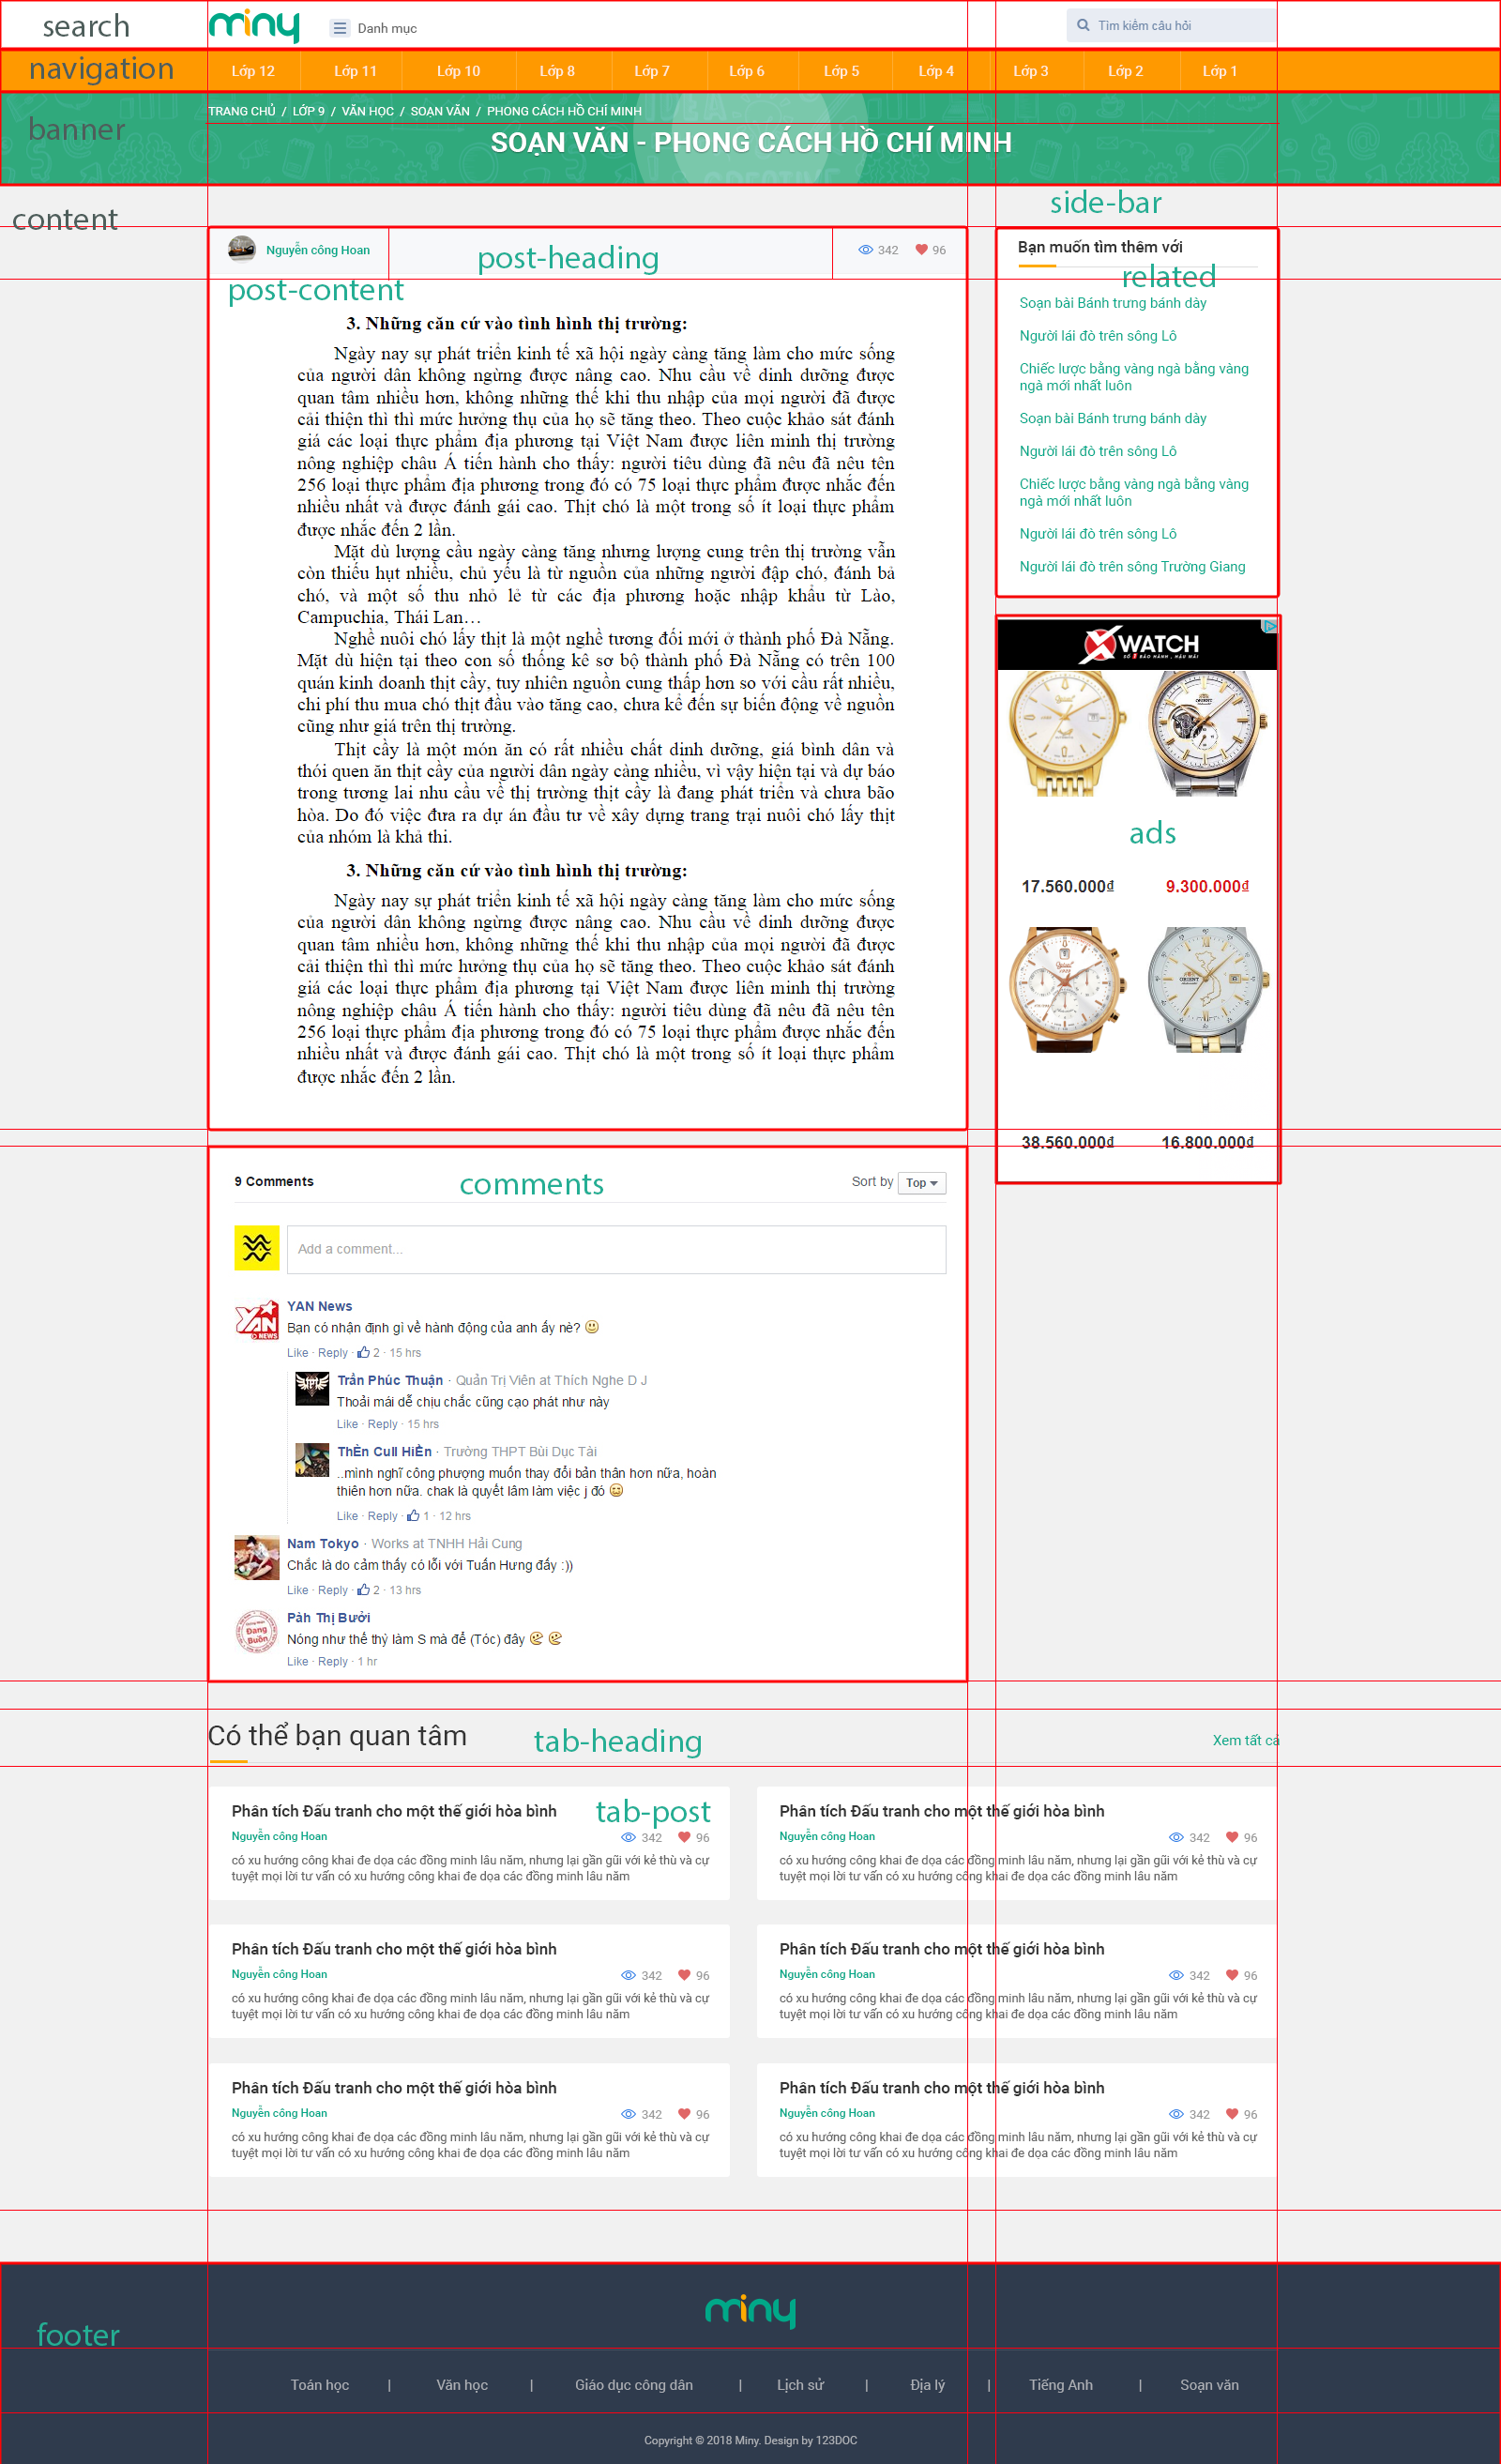 search
miny
Danh mục
Tìm kiếm câu hỏi
navigation
Lớp 12
Lớp 11
Lớp 10
Lớp 8
Lớp 7
Lớp 6
Lớp 5
Lớp 4
Lớp 3
Lớp 2
Lớp 1
banner
TRANG CHỦ / LỚP 9 / VĂN HỌC / SOẠN VĂN / PHONG CÁCH HỒ CHÍ MINH
SOẠN VĂN - PHONG CÁCH HỒ CHÍ MINH
CREATIVE
content
side-bar
Nguyễn công Hoan
post-heading
342
96
post-content
3. Những căn cứ vào tình hình thị trường:
Ngày nay sự phát triển kinh tế xã hội ngày càng tăng làm cho mức sống
của người dân không ngừng được nâng cao. Nhu cầu về dinh dưỡng được
quan tâm nhiều hơn, không những thế khi thu nhập của mọi người đã được
cải thiện thì thì mức hưởng thụ của họ sẽ tăng theo. Theo cuộc khảo sát đánh
giá các loại thực phẩm địa phương tại Việt Nam được liên minh thị trường
nông nghiệp châu Á tiến hành cho thấy: người tiêu dùng đã nêu đã nêu tên
256 loại thực phẩm địa phương trong đó có 75 loại thực phẩm được nhắc đến
nhiều nhất và được đánh gái cao. Thịt chó là một trong số ít loại thực phẩm
được nhắc đến 2 lần.
Mặt dù lượng cầu ngày càng tăng nhưng lượng cung trên thị trường vẫn
còn thiếu hụt nhiều, chủ yếu là từ nguồn của những người đập chó, đánh bả
chó, và một số thu nhỏ lẻ từ các địa phương hoặc nhập khẩu từ Lào,
Campuchia, Thái Lan…
Nghề nuôi chó lấy thịt là một nghề tương đối mới ở thành phố Đà Nẵng.
Mặt dù hiện tại theo con số thống kê sơ bộ thành phố Đà Nẵng có trên 100
quán kinh doanh thịt cầy, tuy nhiên nguồn cung thấp hơn so với cầu rất nhiều,
chi phí thu mua chó thịt đầu vào tăng cao, chưa kể đến sự biến động về nguồn
cũng như giá trên thị trường.
Thịt cầy là một món ăn có rất nhiều chất dinh dưỡng, giá bình dân và
thói quen ăn thịt cầy của người dân ngày càng nhiều, vì vậy hiện tại và dự báo
trong tương lai nhu cầu về thị trường thịt cầy là đang phát triển và chưa bão
hòa. Do đó việc đưa ra dự án đầu tư về xây dựng trang trại nuôi chó lấy thịt
của nhóm là khả thi.
3. Những căn cứ vào tình hình thị trường:
Ngày nay sự phát triển kinh tế xã hội ngày càng tăng làm cho mức sống
của người dân không ngừng được nâng cao. Nhu cầu về dinh dưỡng được
quan tâm nhiều hơn, không những thế khi thu nhập của mọi người đã được
cải thiện thì thì mức hưởng thụ của họ sẽ tăng theo. Theo cuộc khảo sát đánh
giá các loại thực phẩm địa phương tại Việt Nam được liên minh thị trường
nông nghiệp châu Á tiến hành cho thấy: người tiêu dùng đã nêu đã nêu tên
256 loại thực phẩm địa phương trong đó có 75 loại thực phẩm được nhắc đến
nhiều nhất và được đánh gái cao. Thịt chó là một trong số ít loại thực phẩm
được nhắc đến 2 lần.
Bạn muốn tìm thêm với
related
Soạn bài Bánh trưng bánh dày
Người lái đò trên sông Lô
Chiếc lược bằng vàng ngà bằng vàng
ngà mới nhất luôn
Soạn bài Bánh trưng bánh dày
Người lái đò trên sông Lô
Chiếc lược bằng vàng ngà bằng vàng
ngà mới nhất luôn
Người lái đò trên sông Lô
Người lái đò trên sông Trường Giang
XWATCH
SỐ 1 BẢO HÀNH, HẬU MÃI
ads
17.560.000₫
9.300.000₫
38.560.000₫
16.800.000₫
9 Comments
comments
Sort by
Top
Add a comment...
YAN NEWS
YAN News
Bạn có nhận định gì về hành động của anh ấy nè?
Like · Reply · 2 · 15 hrs
Trần Phúc Thuận · Quản Trị Viên at Thích Nghe D J
Thoải mái dễ chịu chắc cũng cạo phát như này
Like · Reply · 15 hrs
ThÈn Cull HiÈn · Trường THPT Bùi Dục Tài
..mình nghĩ công phượng muốn thay đổi bản thân hơn nữa, hoàn
thiên hơn nữa. chak là quyết lâm làm việc j đó
Like · Reply · 1 · 12 hrs
Nam Tokyo · Works at TNHH Hải Cung
Chắc là do cảm thấy có lỗi với Tuấn Hưng đấy :))
Like · Reply · 2 · 13 hrs
Đang Buồn
Pàh Thị Bưởi
Nóng như thế thỳ làm S mà để (Tóc) đây
Like · Reply · 1 hr
Có thể bạn quan tâm
tab-heading
Xem tất cả
Phân tích Đấu tranh cho một thế giới hòa bình
tab-post
Nguyễn công Hoan
342
96
có xu hướng công khai đe dọa các đồng minh lâu năm, nhưng lại gần gũi với kẻ thù và cự
tuyệt mọi lời tư vấn có xu hướng công khai đe dọa các đồng minh lâu năm
Phân tích Đấu tranh cho một thế giới hòa bình
Nguyễn công Hoan
342
96
có xu hướng công khai đe dọa các đồng minh lâu năm, nhưng lại gần gũi với kẻ thù và cự
tuyệt mọi lời tư vấn có xu hướng công khai đe dọa các đồng minh lâu năm
Phân tích Đấu tranh cho một thế giới hòa bình
Nguyễn công Hoan
342
96
có xu hướng công khai đe dọa các đồng minh lâu năm, nhưng lại gần gũi với kẻ thù và cự
tuyệt mọi lời tư vấn có xu hướng công khai đe dọa các đồng minh lâu năm
Phân tích Đấu tranh cho một thế giới hòa bình
Nguyễn công Hoan
342
96
có xu hướng công khai đe dọa các đồng minh lâu năm, nhưng lại gần gũi với kẻ thù và cự
tuyệt mọi lời tư vấn có xu hướng công khai đe dọa các đồng minh lâu năm
Phân tích Đấu tranh cho một thế giới hòa bình
Nguyễn công Hoan
342
96
có xu hướng công khai đe dọa các đồng minh lâu năm, nhưng lại gần gũi với kẻ thù và cự
tuyệt mọi lời tư vấn có xu hướng công khai đe dọa các đồng minh lâu năm
Phân tích Đấu tranh cho một thế giới hòa bình
Nguyễn công Hoan
342
96
có xu hướng công khai đe dọa các đồng minh lâu năm, nhưng lại gần gũi với kẻ thù và cự
tuyệt mọi lời tư vấn có xu hướng công khai đe dọa các đồng minh lâu năm
miny
footer
Toán học | Văn học | Giáo dục công dân | Lịch sử | Địa lý | Tiếng Anh | Soạn văn
Copyright © 2018 Miny. Design by 123DOC